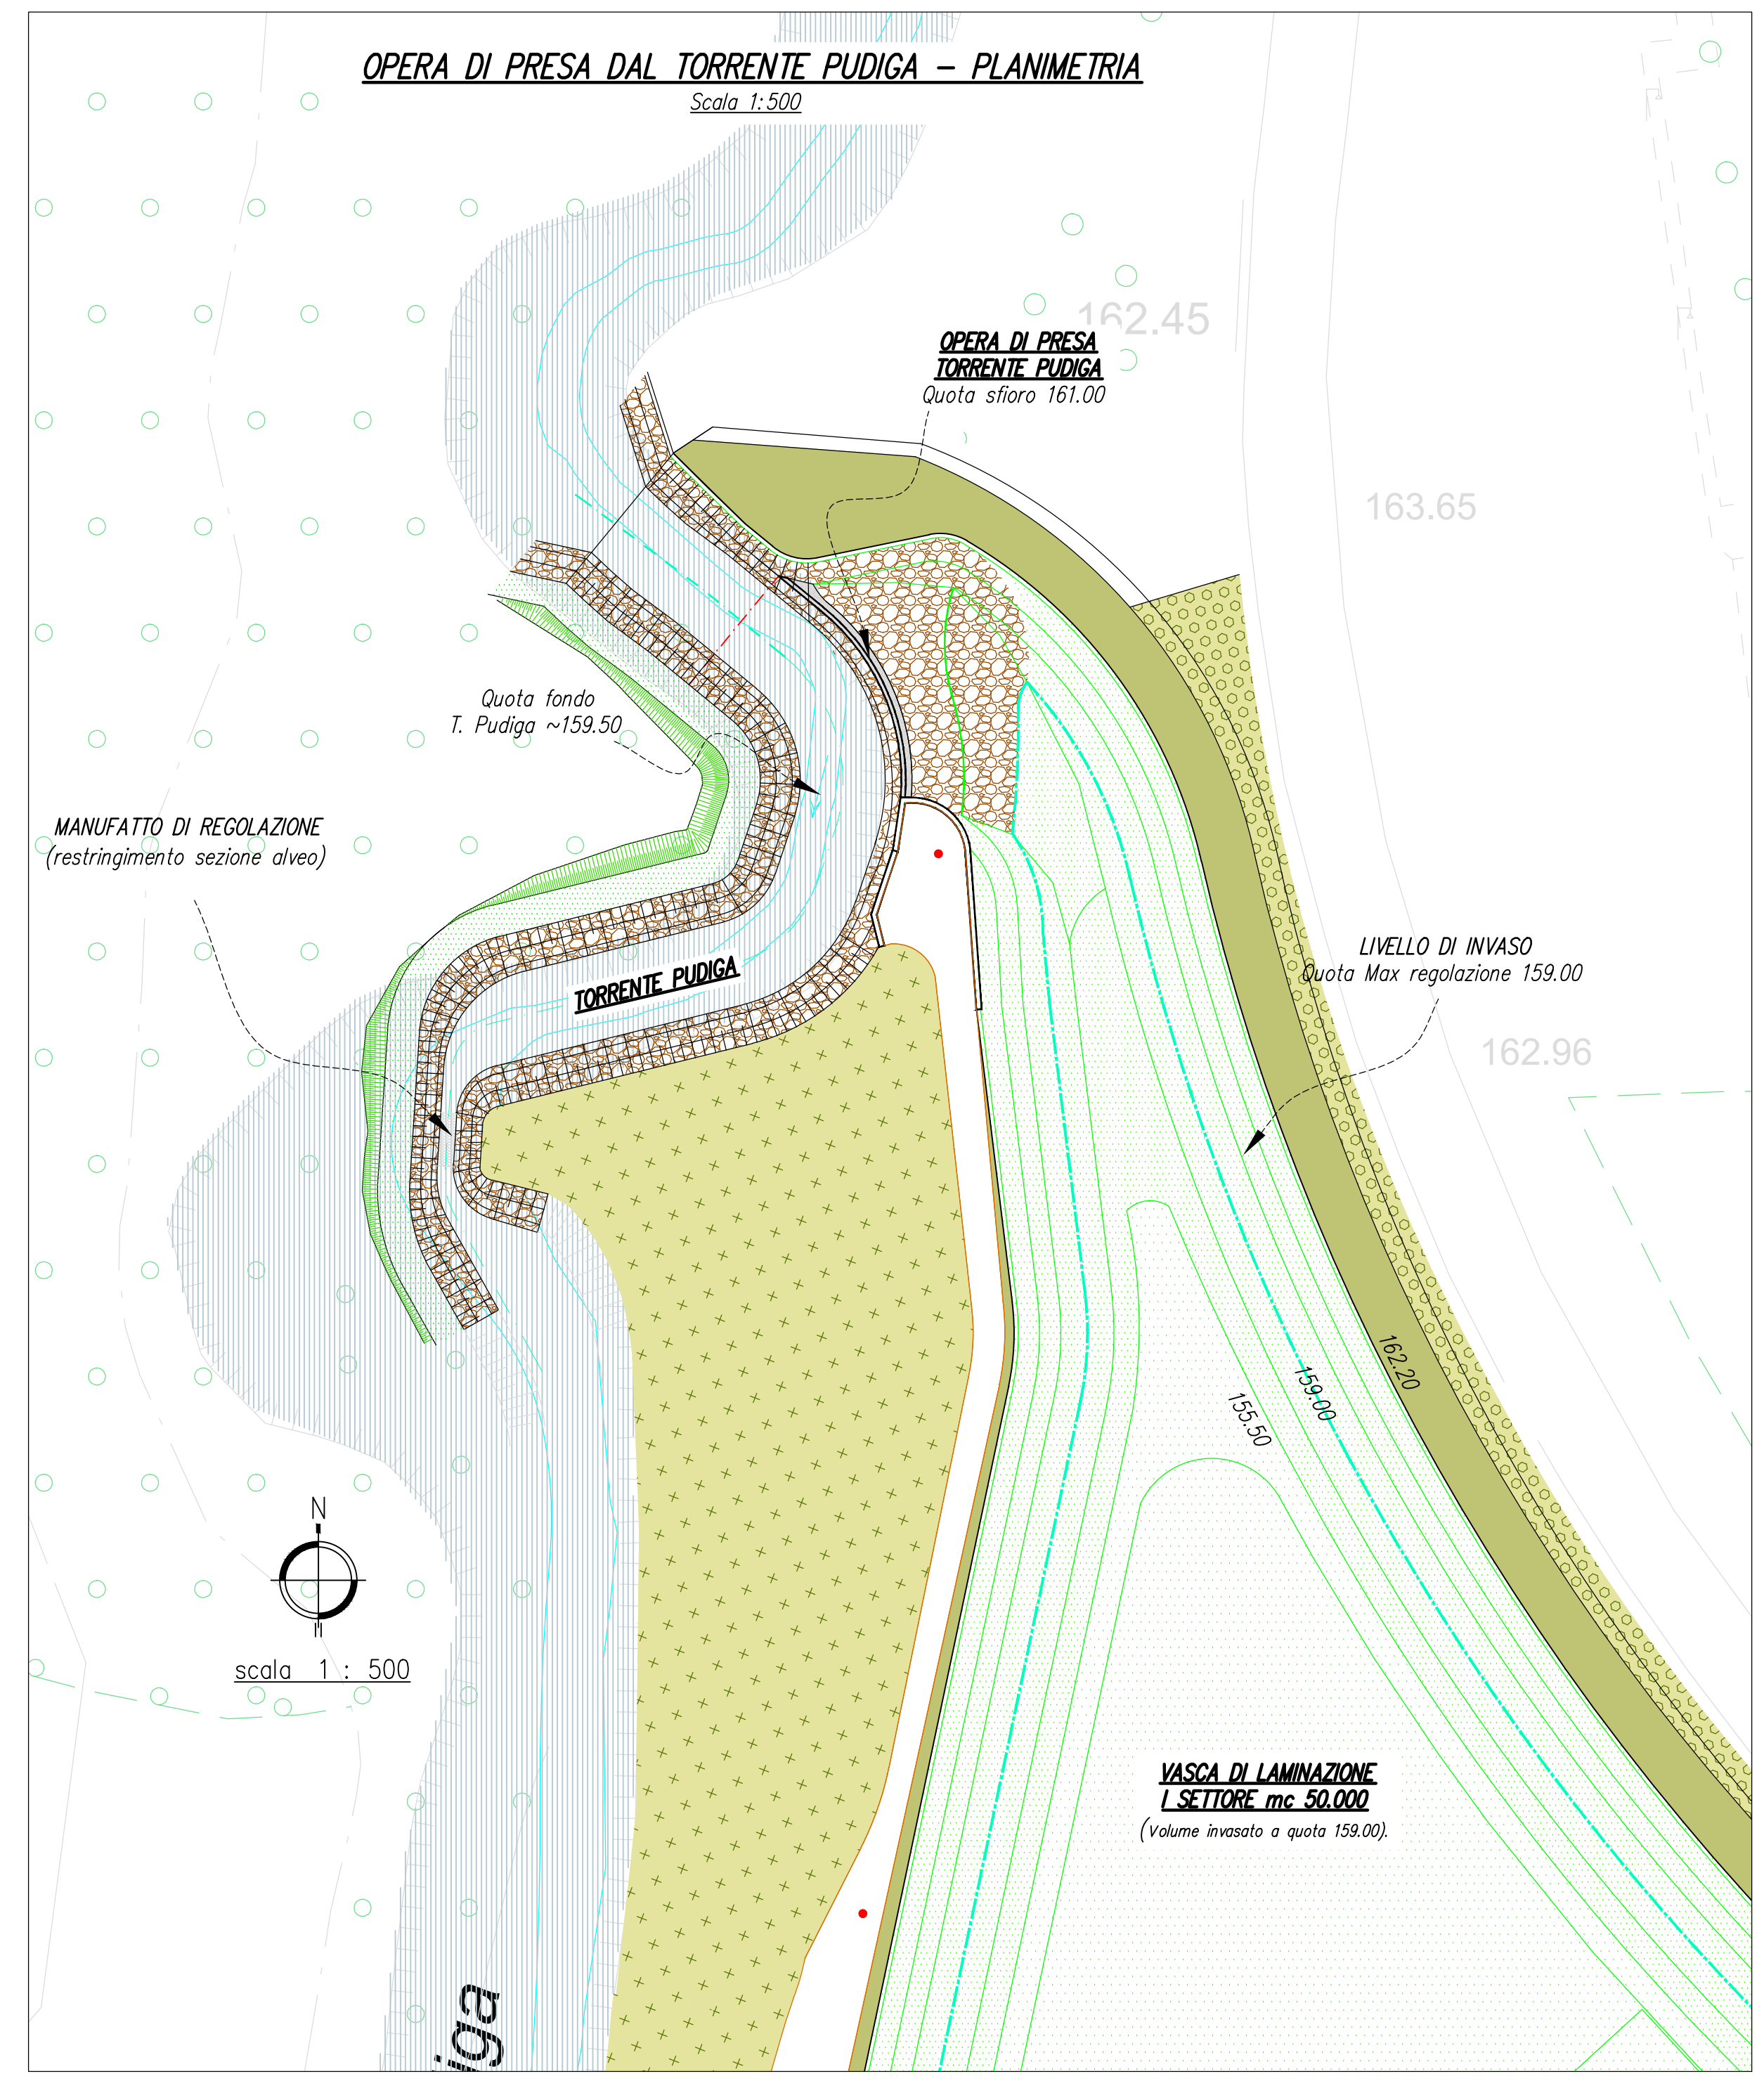 OPERA DI PRESA DAL TORRENTE PUDIGA – PLANIMETRIA
Scala 1:500
162.45
OPERA DI PRESA
TORRENTE PUDIGA
Quota sfioro 161.00
163.65
Quota fondo
T. Pudiga ~159.50
MANUFATTO DI REGOLAZIONE
(restringimento sezione alveo)
LIVELLO DI INVASO
Quota Max regolazione 159.00
TORRENTE PUDIGA
162.96
162.20
159.00
155.50
N
scala 1 : 500
VASCA DI LAMINAZIONE
I SETTORE mc 50.000
(Volume invasato a quota 159.00).
iga